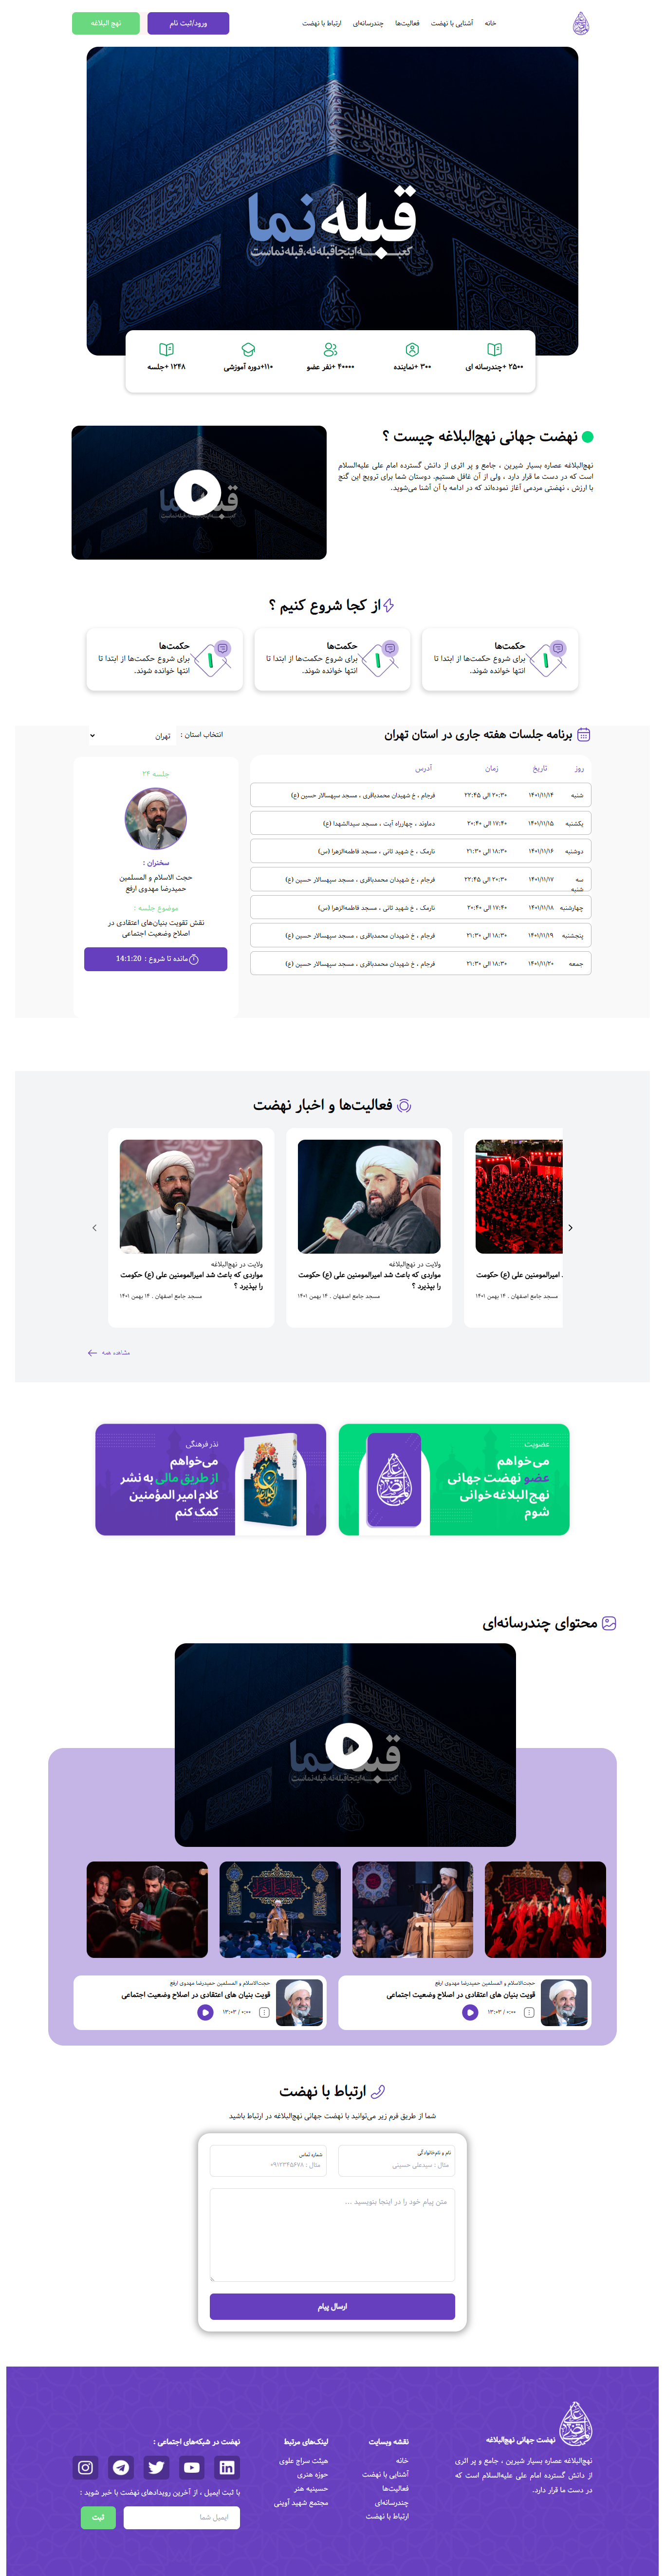 خانه
آشنایی با نهضت
فعالیت‌ها
چندرسانه‌ای
ارتباط با نهضت
ورود/ثبت نام
نهج البلاغه
قبله‌نما
کعبه اینجا قبله نه، قبله‌نماست
۲۵۰۰ +چندرسانه ای
۳۰۰ +نماینده
۴۰۰۰۰ +نفر عضو
۱۱۰+دوره آموزشی
۱۲۴۸ +جلسه
نهضت جهانی نهج‌البلاغه چیست ؟
نهج‌البلاغه عصاره بسیار شیرین ، جامع و پر اثری از دانش گسترده امام علی علیه‌السلام
است که در دست ما قرار دارد ، ولی از آن غافل هستیم. دوستان شما برای ترویج این گنج
با ارزش ، نهضتی مردمی آغاز نموده‌اند که در ادامه با آن آشنا می‌شوید.
از کجا شروع کنیم ؟
حکمت‌ها
برای شروع حکمت‌ها از ابتدا تا
انتها خوانده شوند.
حکمت‌ها
برای شروع حکمت‌ها از ابتدا تا
انتها خوانده شوند.
حکمت‌ها
برای شروع حکمت‌ها از ابتدا تا
انتها خوانده شوند.
برنامه جلسات هفته جاری در استان تهران
انتخاب استان :
تهران
روز تاریخ زمان آدرس
شنبه ۱۴۰۱/۱۱/۱۴ ۲۰:۳۰ الی ۲۲:۴۵ فرجام ، خ شهیدان محمدباقری ، مسجد سپهسالار حسین (ع)
یکشنبه ۱۴۰۱/۱۱/۱۵ ۱۷:۴۰ الی ۲۰:۴۰ دماوند ، چهارراه آیت ، مسجد سیدالشهدا (ع)
دوشنبه ۱۴۰۱/۱۱/۱۶ ۱۸:۳۰ الی ۲۱:۳۰ نارمک ، خ شهید ثانی ، مسجد فاطمه‌الزهرا (س)
سه شنبه ۱۴۰۱/۱۱/۱۷ ۲۰:۳۰ الی ۲۲:۴۵ فرجام ، خ شهیدان محمدباقری ، مسجد سپهسالار حسین (ع)
چهارشنبه ۱۴۰۱/۱۱/۱۸ ۱۷:۴۰ الی ۲۰:۴۰ نارمک ، خ شهید ثانی ، مسجد فاطمه‌الزهرا (س)
پنجشنبه ۱۴۰۱/۱۱/۱۹ ۱۸:۳۰ الی ۲۱:۳۰ فرجام ، خ شهیدان محمدباقری ، مسجد سپهسالار حسین (ع)
جمعه ۱۴۰۱/۱۱/۲۰ ۱۸:۳۰ الی ۲۱:۳۰ فرجام ، خ شهیدان محمدباقری ، مسجد سپهسالار حسین (ع)
جلسه ۲۴
سخنران :
حجت الاسلام و المسلمین
حمیدرضا مهدوی ارفع
موضوع جلسه :
نقش تقویت بنیان‌های اعتقادی در
اصلاح وضعیت اجتماعی
مانده تا شروع : 14:1:20
فعالیت‌ها و اخبار نهضت
امیرالمومنین علی (ع) حکومت
مسجد جامع اصفهان . ۱۴ بهمن ۱۴۰۱
ولایت در نهج‌البلاغه
مواردی که باعث شد امیرالمومنین علی (ع) حکومت
را بپذیرد ؟
مسجد جامع اصفهان . ۱۴ بهمن ۱۴۰۱
ولایت در نهج‌البلاغه
مواردی که باعث شد امیرالمومنین علی (ع) حکومت
را بپذیرد ؟
مسجد جامع اصفهان . ۱۴ بهمن ۱۴۰۱
مشاهده همه
عضویت
می‌خواهم
عضو نهضت جهانی
نهج‌البلاغه‌خوانی
شوم
نذر فرهنگی
می‌خواهم
از طریق مالی به نشر
کلام امیرالمؤمنین
کمک کنم
محتوای چندرسانه‌ای
حجت‌الاسلام و المسلمین حمیدرضا مهدوی ارفع
قویت بنیان های اعتقادی در اصلاح وضعیت اجتماعی
۰:۰۰ / ۱۳:۰۳
حجت‌الاسلام و المسلمین حمیدرضا مهدوی ارفع
قویت بنیان های اعتقادی در اصلاح وضعیت اجتماعی
۰:۰۰ / ۱۳:۰۳
ارتباط با نهضت
شما از طریق فرم زیر می‌توانید با نهضت جهانی نهج‌البلاغه در ارتباط باشید
نام و نام‌خانوادگی
مثال : سیدعلی حسینی
شماره تماس
مثال : ۰۹۱۲۳۴۵۶۷۸
متن پیام خود را در اینجا بنویسید ...
ارسال پیام
نهضت جهانی نهج‌البلاغه
نهج‌البلاغه عصاره بسیار شیرین ، جامع و پر اثری
از دانش گسترده امام علی علیه‌السلام است که
در دست ما قرار دارد.
نقشه وبسایت
خانه
آشنایی با نهضت
فعالیت‌ها
چندرسانه‌ای
ارتباط با نهضت
لینک‌های مرتبط
هیئت سراج علوی
حوزه هنری
حسینیه هنر
مجتمع شهید آوینی
نهضت در شبکه‌های اجتماعی :
با ثبت ایمیل ، از آخرین رویدادهای نهضت با خبر شوید :
ایمیل شما
ثبت